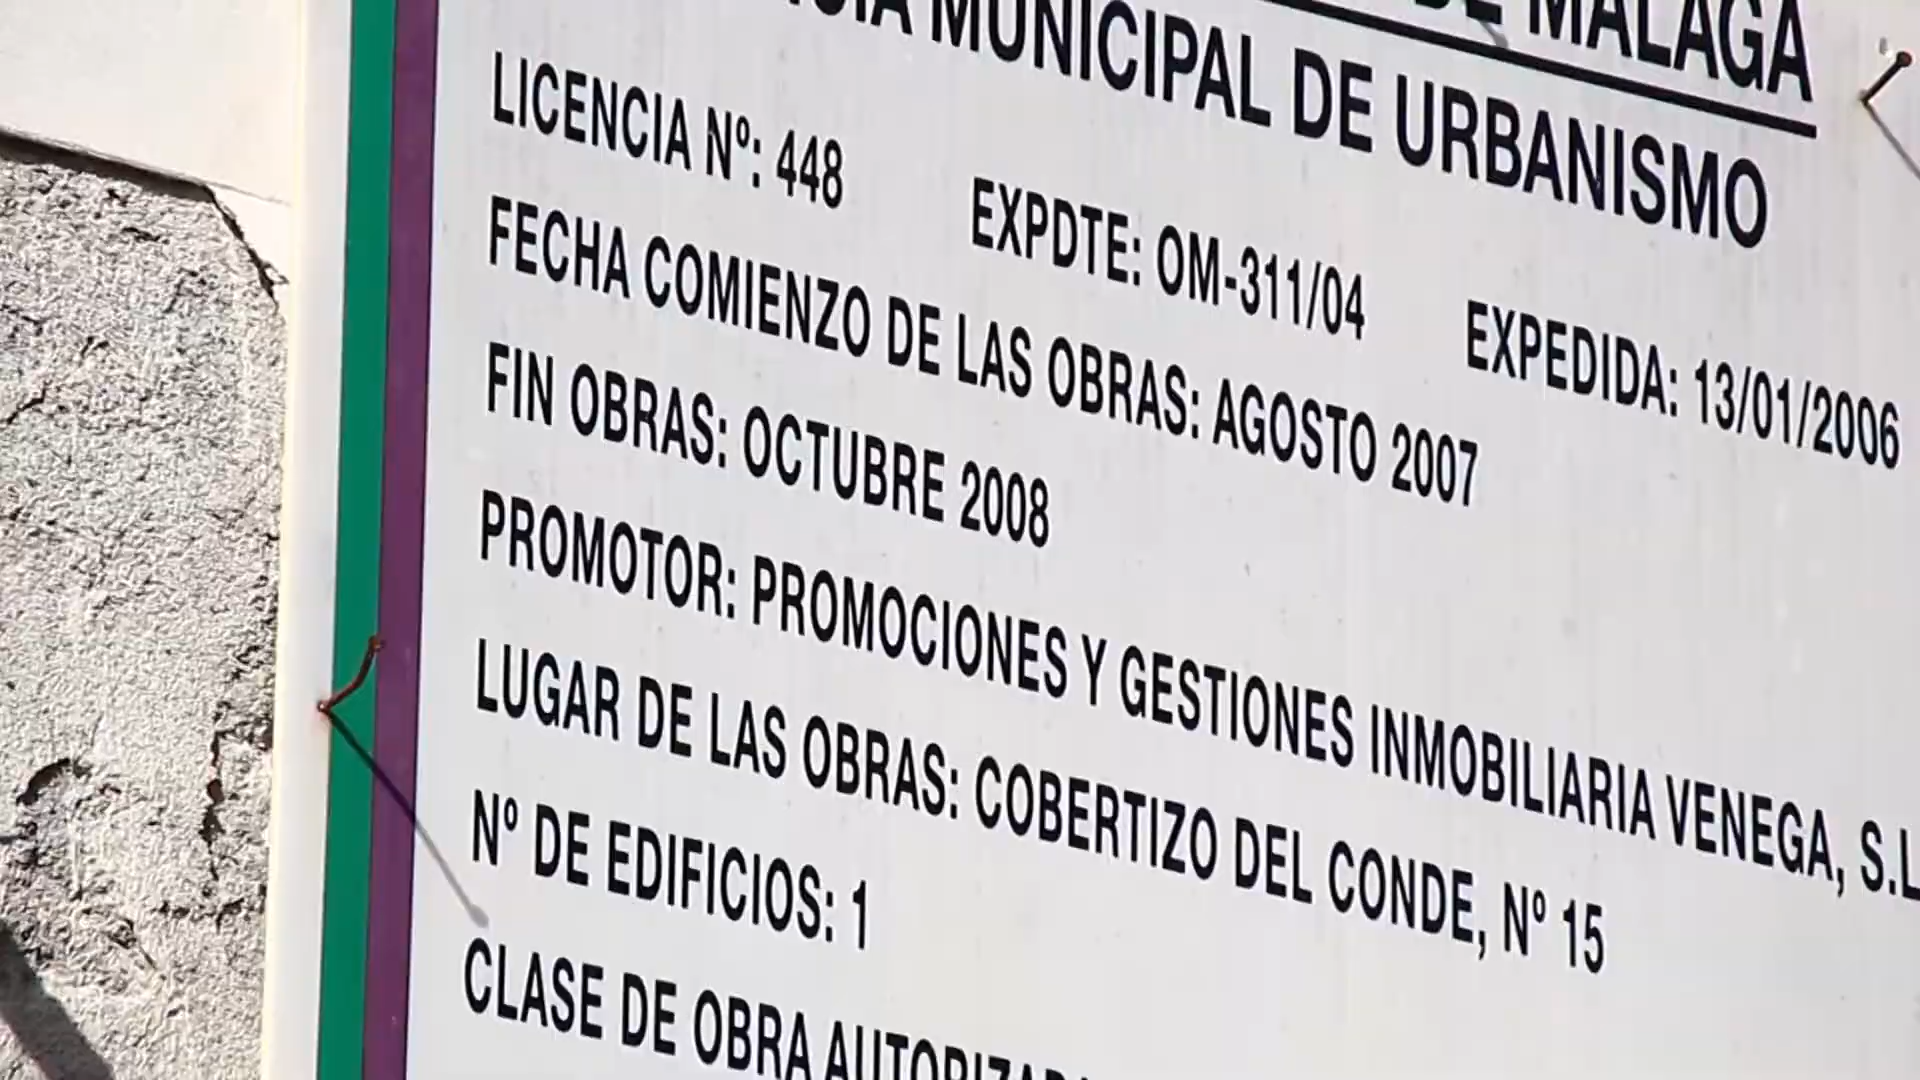 DE MÁLAGA
MUNICIPAL DE URBANISMO
LICENCIA Nº: 448 EXPDTE: OM-311/04 EXPEDIDA: 13/01/2006
FECHA COMIENZO DE LAS OBRAS: AGOSTO 2007
FIN OBRAS: OCTUBRE 2008
PROMOTOR: PROMOCIONES Y GESTIONES INMOBILIARIA VENEGA, S.L
LUGAR DE LAS OBRAS: COBERTIZO DEL CONDE, Nº 15
Nº DE EDIFICIOS: 1
CLASE DE OBRA